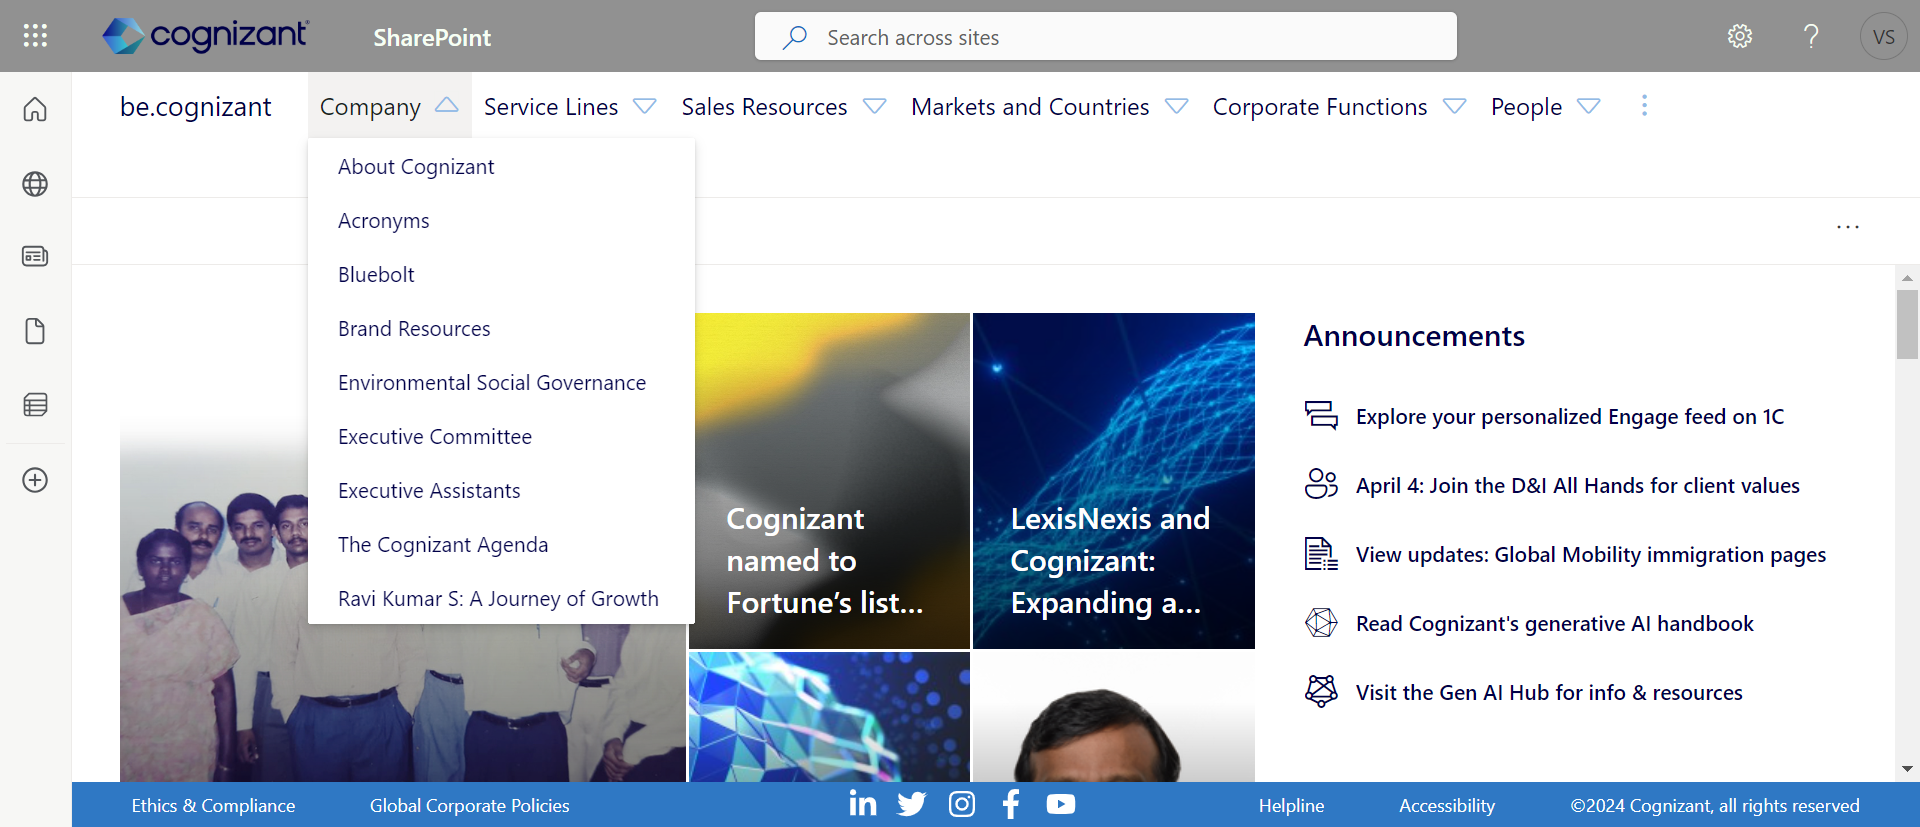 cognizant
SharePoint
Search across sites
VS
be.cognizant
Company
Service Lines
Sales Resources
Markets and Countries
Corporate Functions
People
About Cognizant
Acronyms
Bluebolt
Brand Resources
Environmental Social Governance
Executive Committee
Executive Assistants
The Cognizant Agenda
Ravi Kumar S: A Journey of Growth
Cognizant
named to
Fortune’s list...
LexisNexis and
Cognizant:
Expanding a...
Announcements
Explore your personalized Engage feed on 1C
April 4: Join the D&I All Hands for client values
View updates: Global Mobility immigration pages
Read Cognizant's generative AI handbook
Visit the Gen AI Hub for info & resources
Ethics & Compliance
Global Corporate Policies
Helpline
Accessibility
©2024 Cognizant, all rights reserved